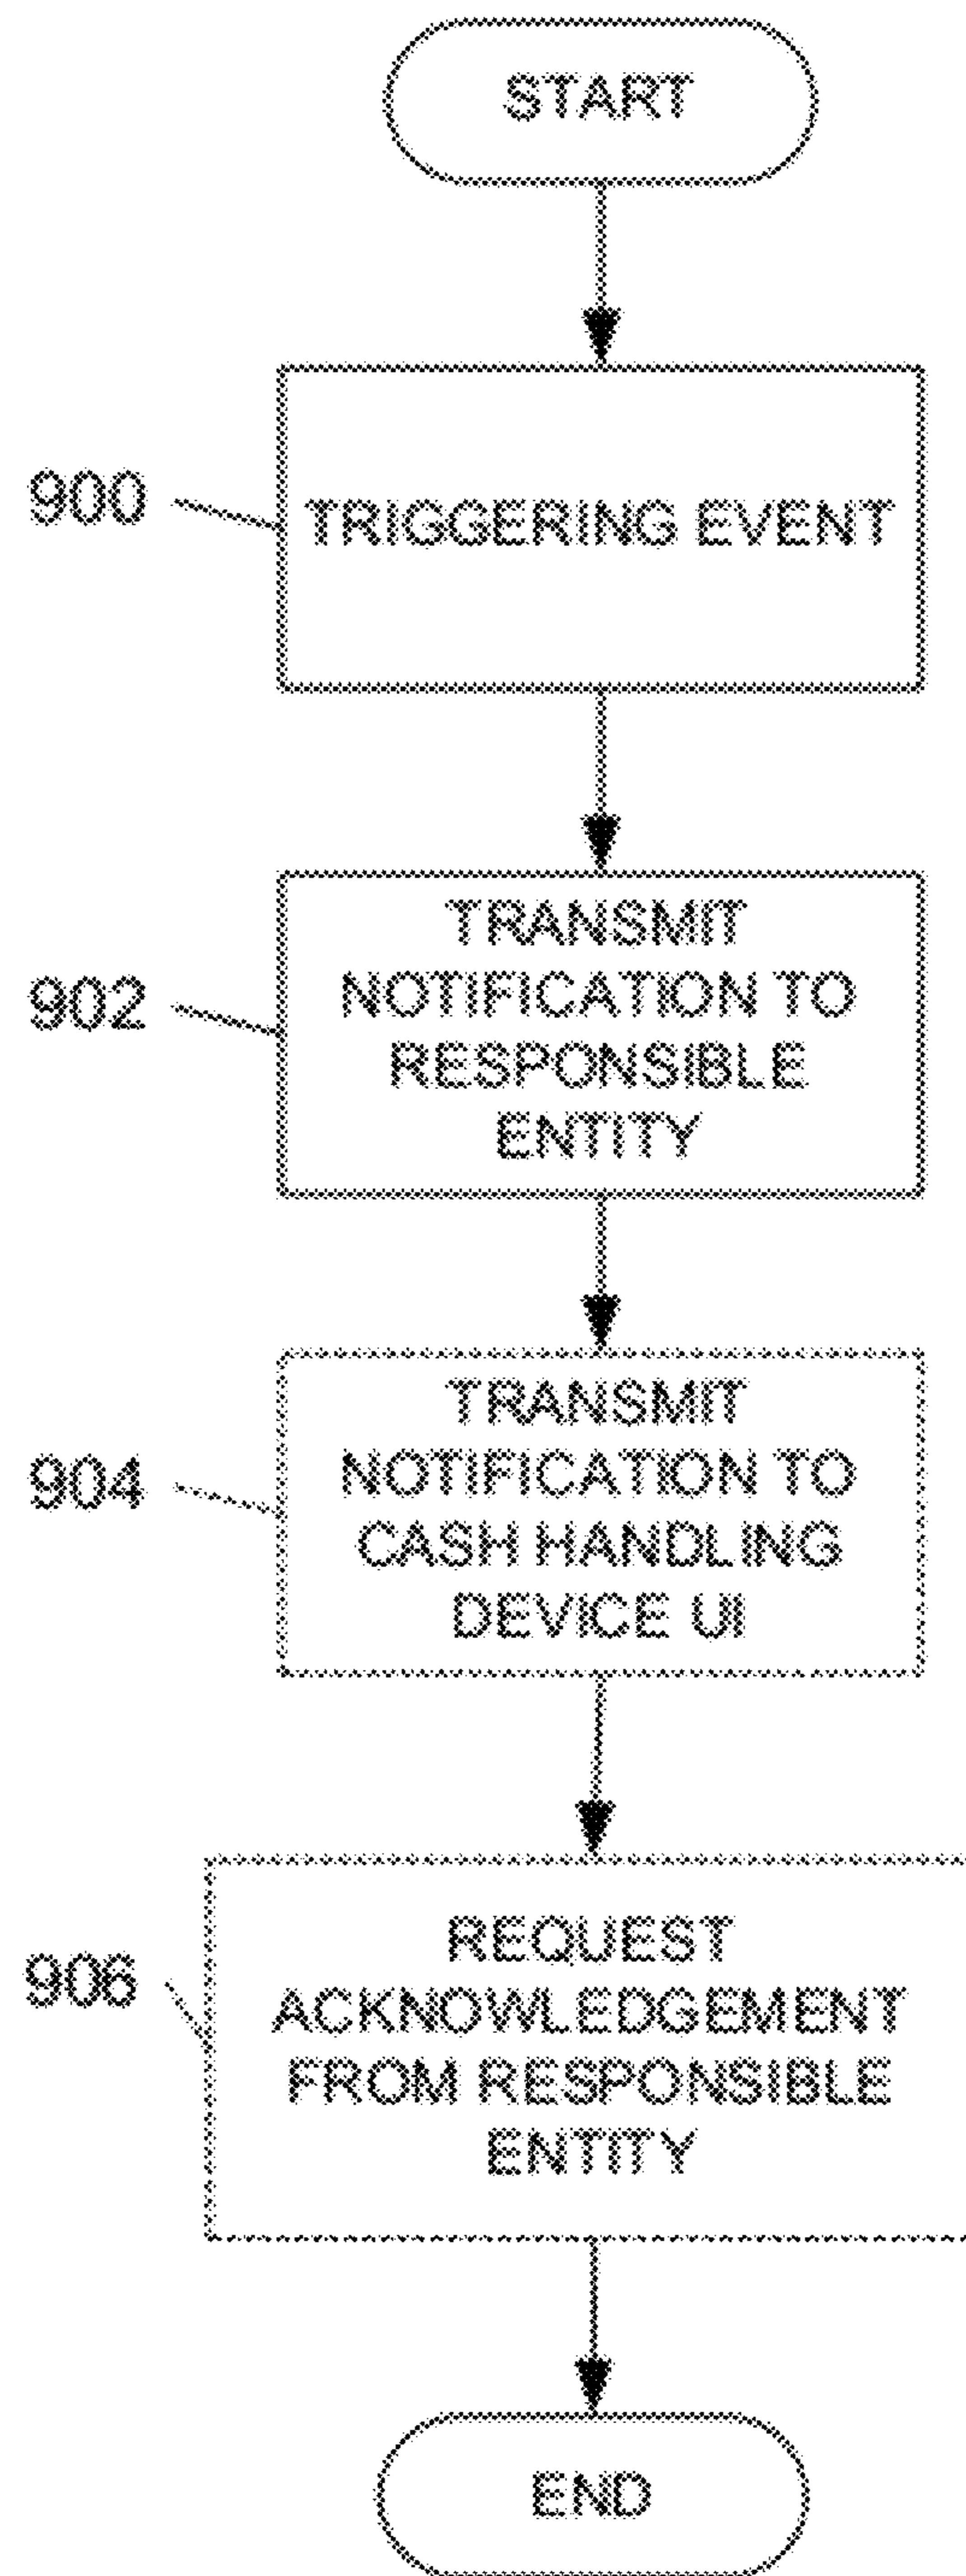 START
900
TRIGGERING EVENT
902
TRANSMIT
NOTIFICATION TO
RESPONSIBLE
ENTITY
904
TRANSMIT
NOTIFICATION TO
CASH HANDLING
DEVICE UI
906
REQUEST
ACKNOWLEDGEMENT
FROM RESPONSIBLE
ENTITY
END